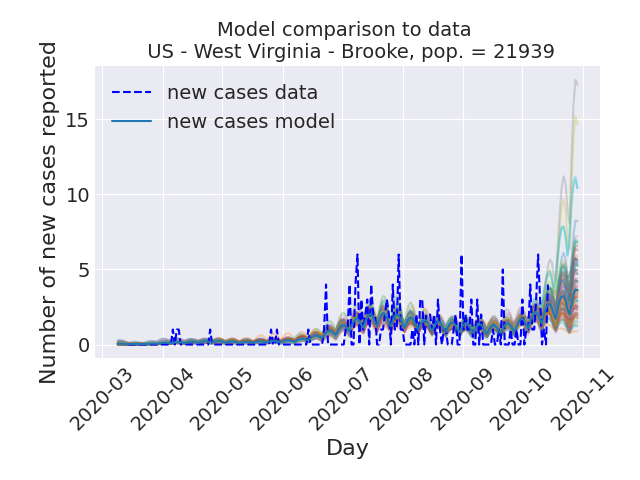 Model comparison to data
US - West Virginia - Brooke, pop. = 21939
Number of new cases reported
new cases data
new cases model
15
10
5
0
2020-03
2020-04
2020-05
2020-06
2020-07
2020-08
2020-09
2020-10
2020-11
Day